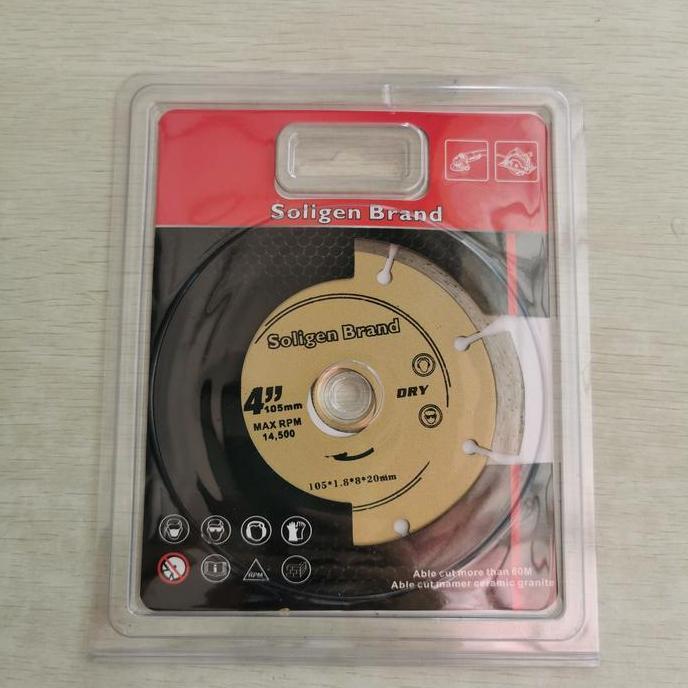 Soligen Brand
Soligen Brand
4”
105mm
DRY
MAX RPM
14,500
105*1.8*8*20mm
RPM
Able cut more than 60M
Able cut mamer ceramic granite